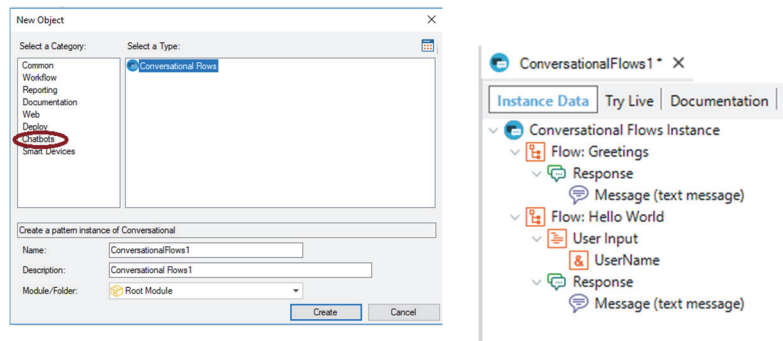 New Object
Select a Category:
Select a Type:
Common
Workflow
Reporting
Documentation
Web
Deploy
Chatbots
Smart Devices
Conversational Flows
Create a pattern instance of Conversational
Name:
ConversationalFlows1
Description:
Conversational Flows1
Module/Folder:
Root Module
Create
Cancel
ConversationalFlows1 *
Instance Data
Try Live
Documentation
Conversational Flows Instance
Flow: Greetings
Response
Message (text message)
Flow: Hello World
User Input
& UserName
Response
Message (text message)